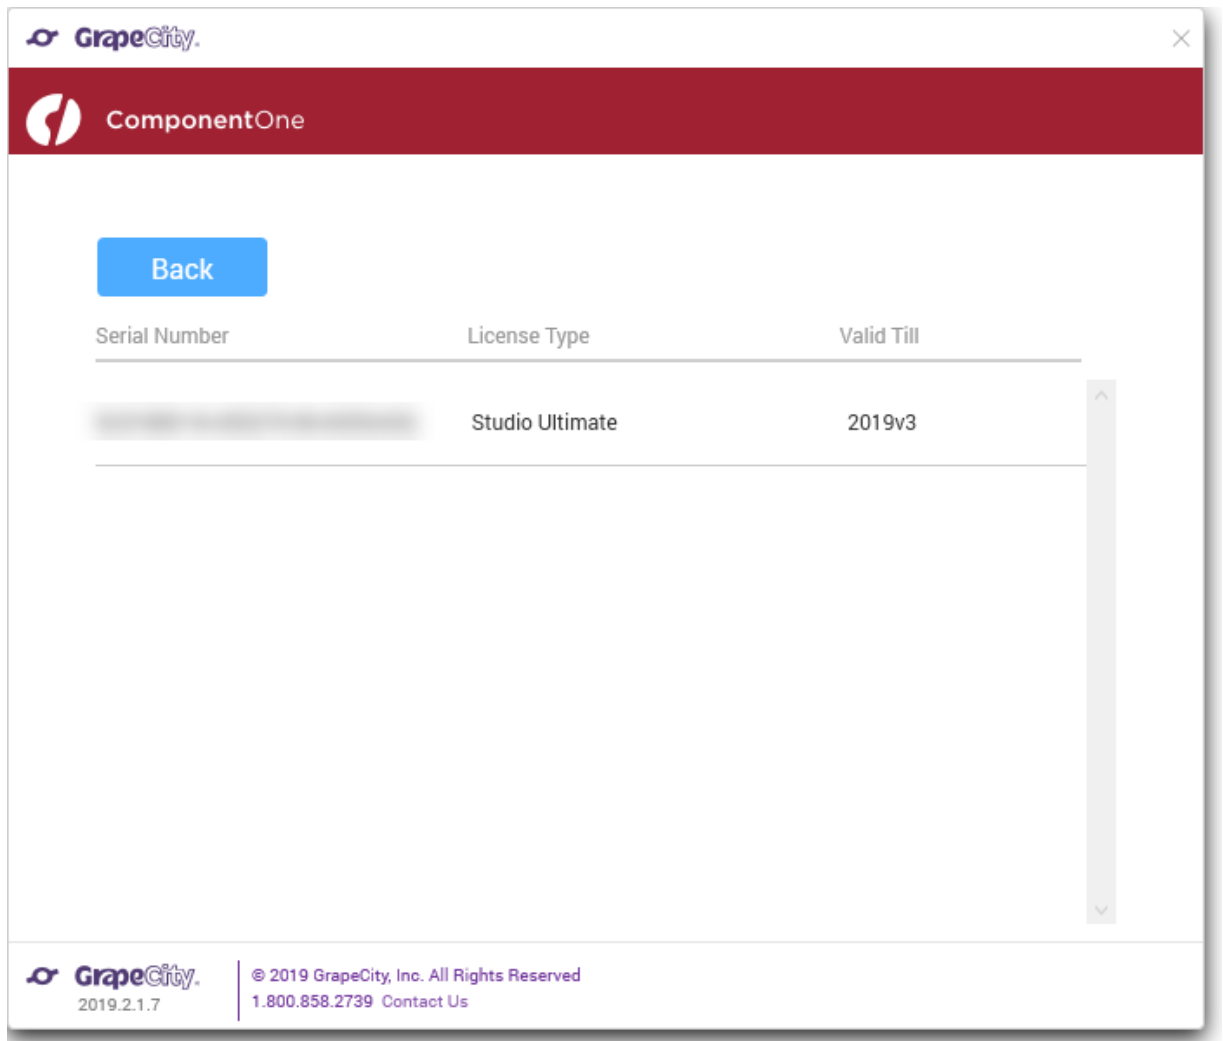 GrapeCity.
ComponentOne
Back
Serial Number License Type Valid Till
Studio Ultimate 2019v3
GrapeCity.
2019.2.1.7
© 2019 GrapeCity, Inc. All Rights Reserved
1.800.858.2739 Contact Us